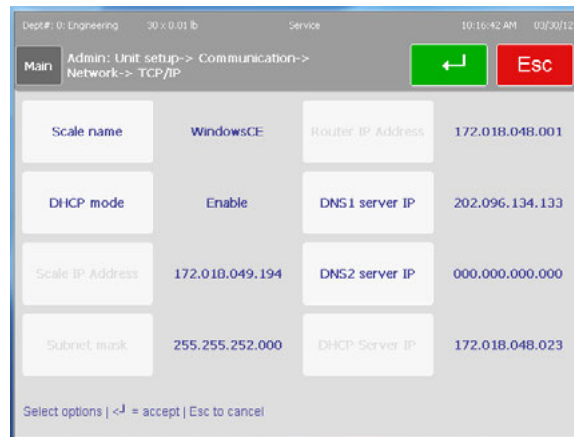 Dept#: 0: Engineering 30 x 0.01 lb Service 10:16:42 AM 03/30/12
Main Admin: Unit setup-> Communication-> Esc
Network-> TCP/IP
Scale name WindowsCE Router IP Address 172.018.048.001
DHCP mode Enable DNS1 server IP 202.096.134.133
Scale IP Address 172.018.049.194 DNS2 server IP 000.000.000.000
Subnet mask 255.255.252.000 DHCP Server IP 172.018.048.023
Select options | <┘ = accept | Esc to cancel